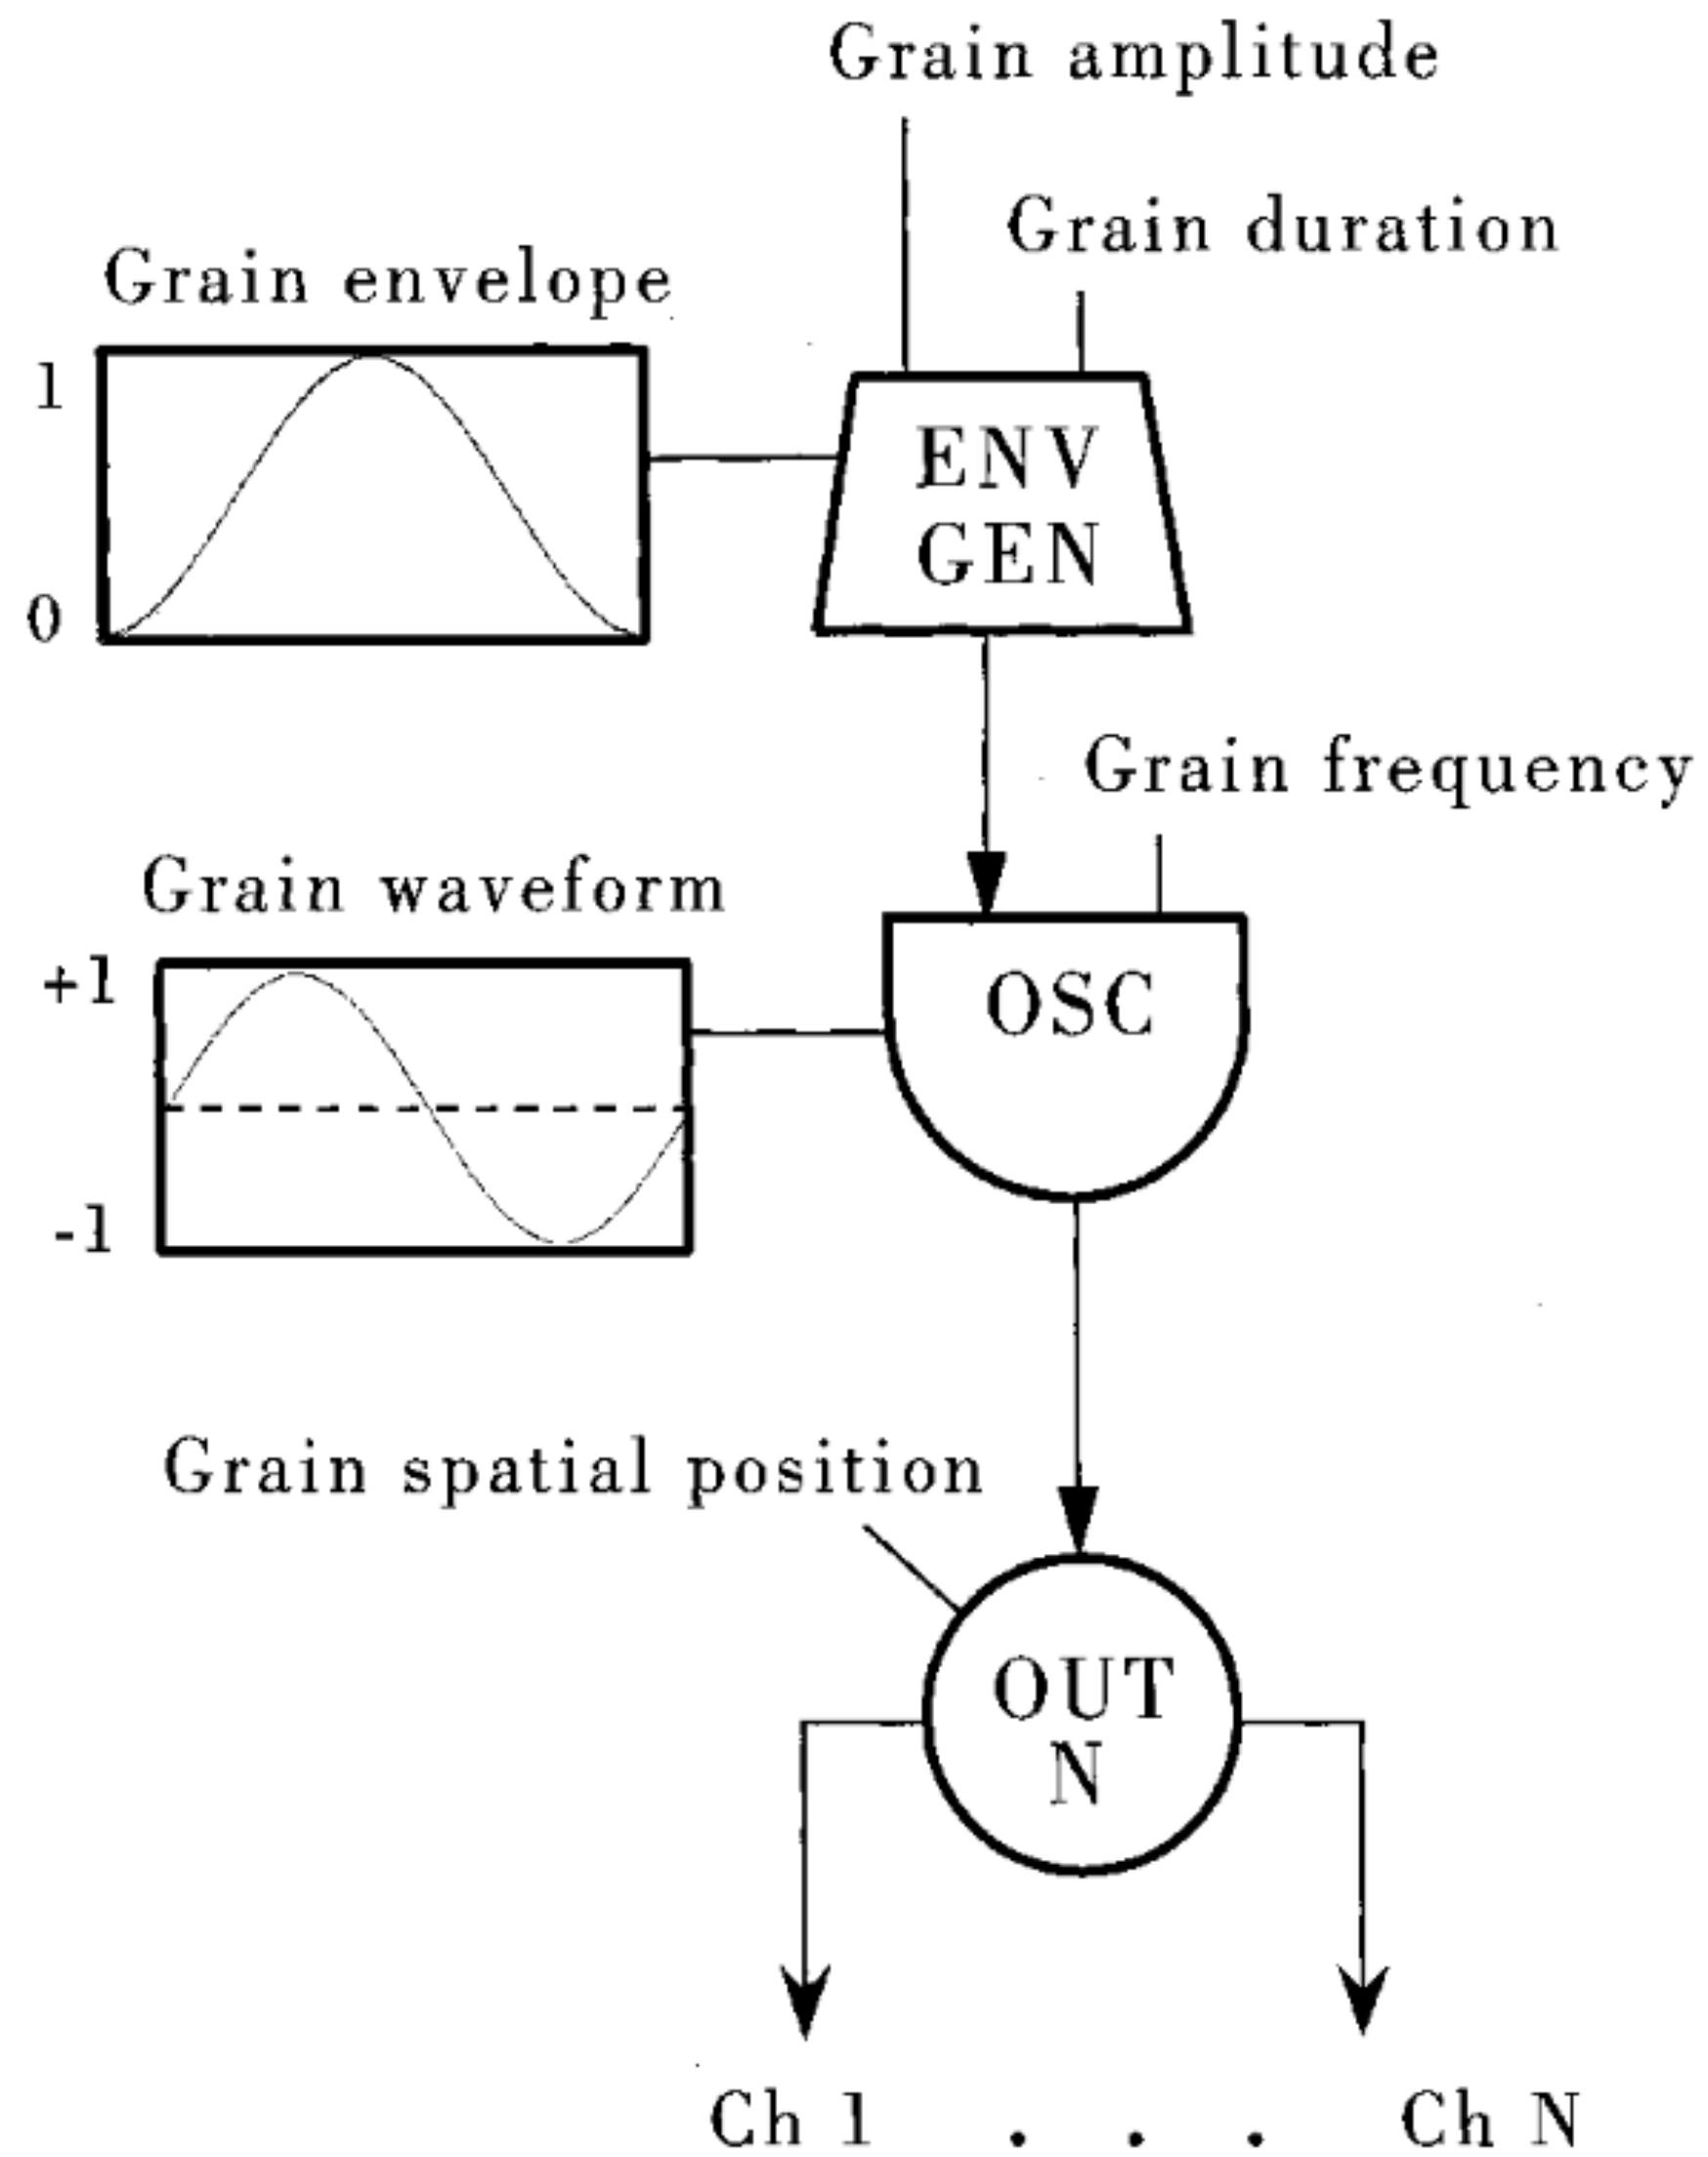 Grain amplitude
Grain duration
Grain envelope
1
0
ENV
GEN
Grain frequency
Grain waveform
+1
-1
OSC
Grain spatial position
OUT
N
Ch 1 . . . Ch N